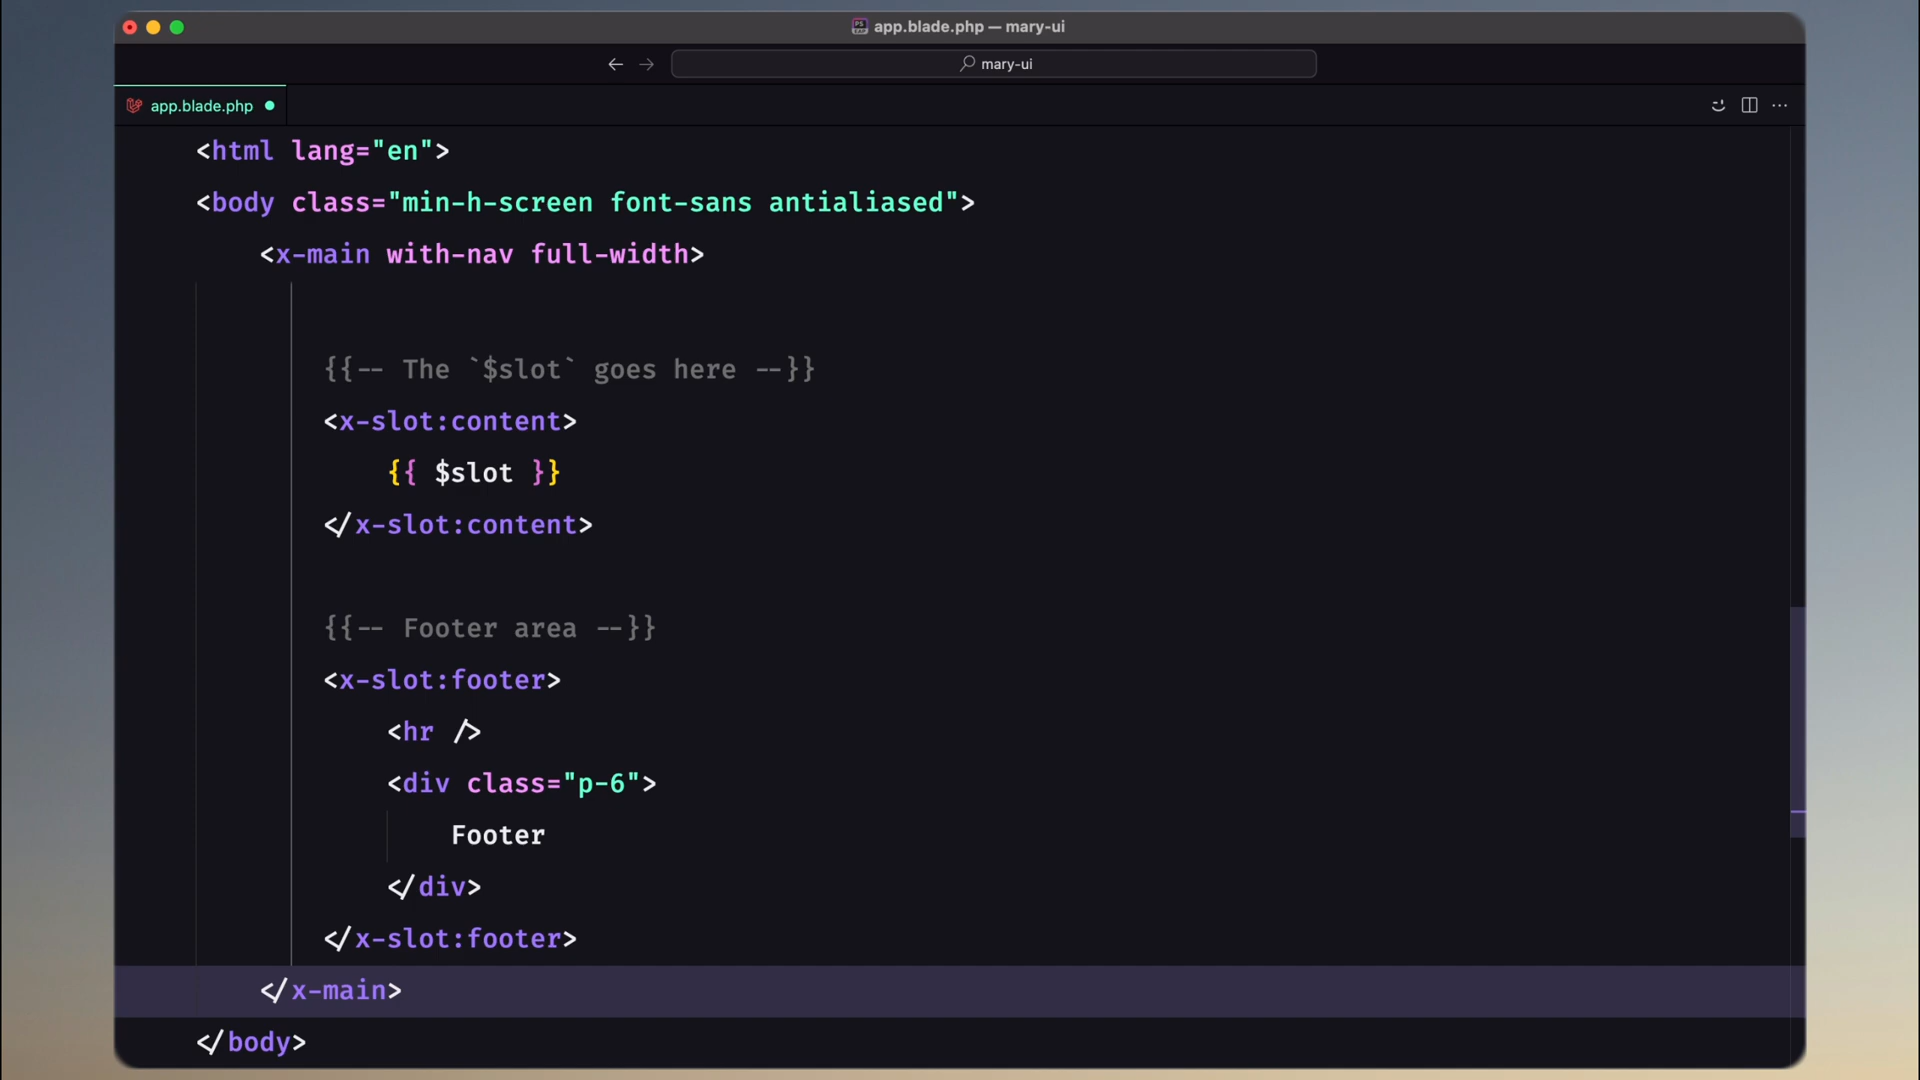 app.blade.php — mary-ui
mary-ui
app.blade.php
<html lang="en">
<body class="min-h-screen font-sans antialiased">
<x-main with-nav full-width>
{{-- The `$slot` goes here --}}
<x-slot:content>
{{ $slot }}
</x-slot:content>
{{-- Footer area --}}
<x-slot:footer>
<hr />
<div class="p-6">
Footer
</div>
</x-slot:footer>
</x-main>
</body>